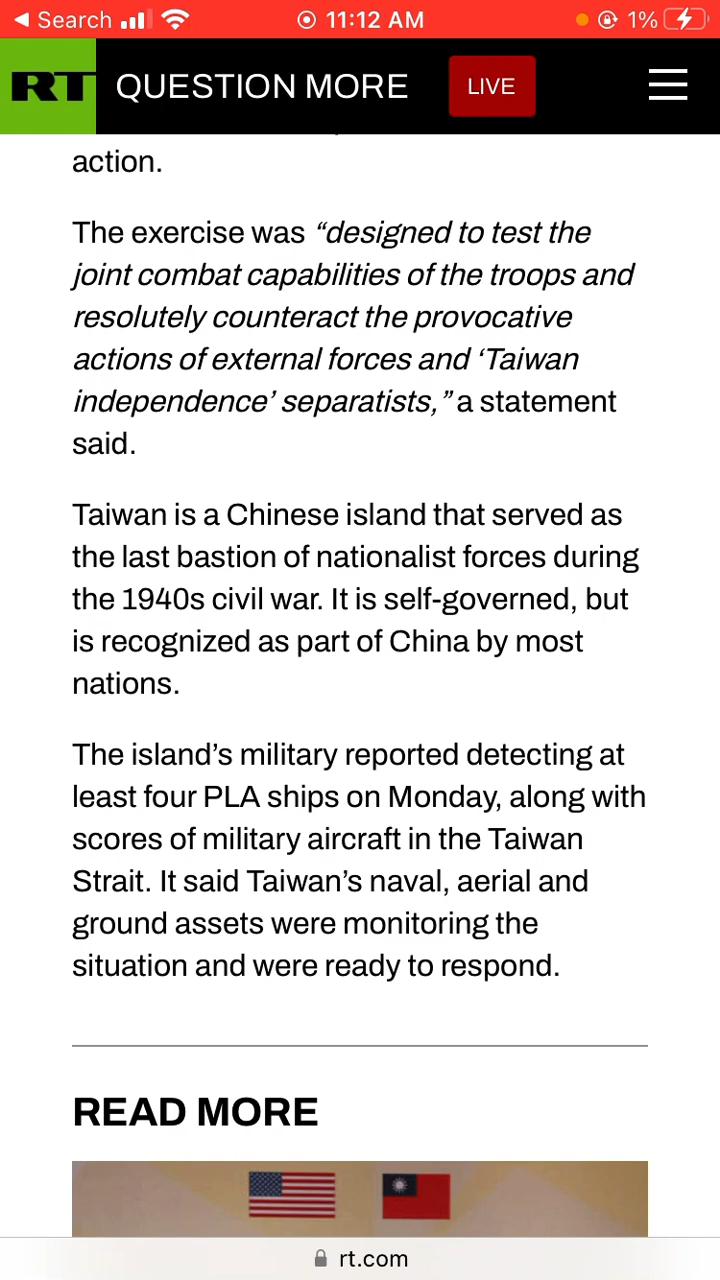 Search 11:12 AM 1%
RT QUESTION MORE LIVE
action.
The exercise was “designed to test the
joint combat capabilities of the troops and
resolutely counteract the provocative
actions of external forces and ‘Taiwan
independence’ separatists,” a statement
said.
Taiwan is a Chinese island that served as
the last bastion of nationalist forces during
the 1940s civil war. It is self-governed, but
is recognized as part of China by most
nations.
The island’s military reported detecting at
least four PLA ships on Monday, along with
scores of military aircraft in the Taiwan
Strait. It said Taiwan’s naval, aerial and
ground assets were monitoring the
situation and were ready to respond.
READ MORE
rt.com